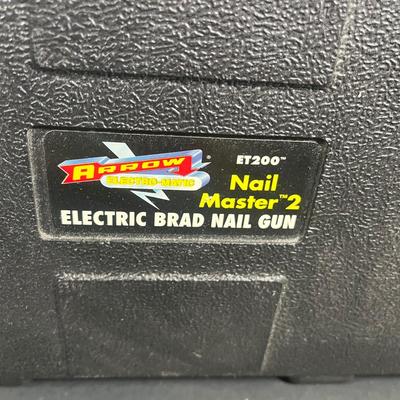 ARROW®
ELECTRO-MATIC
ET200™
Nail
Master™2
ELECTRIC BRAD NAIL GUN